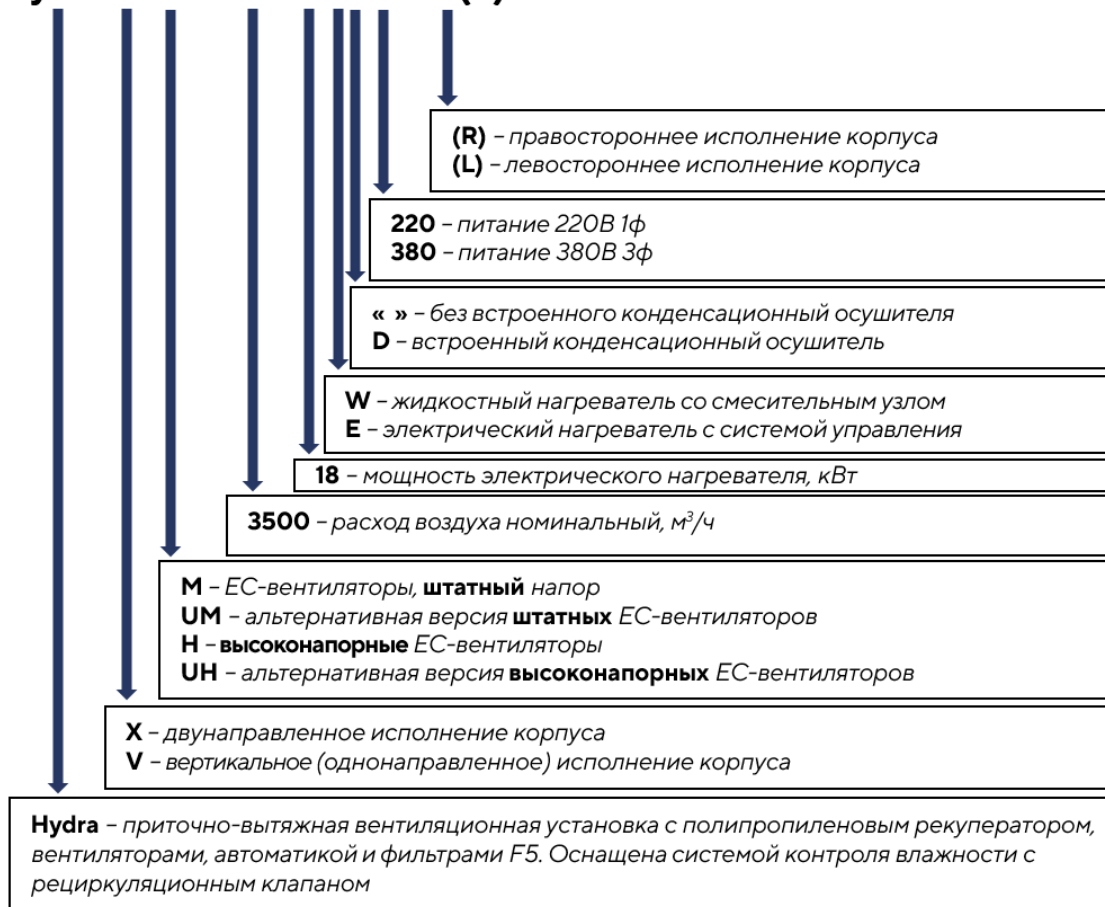 (R) – правостороннее исполнение корпуса
(L) – левостороннее исполнение корпуса
220 – питание 220В 1ф
380 – питание 380В 3ф
« » – без встроенного конденсационный осушителя
D – встроенный конденсационный осушитель
W – жидкостный нагреватель со смесительным узлом
E – электрический нагреватель с системой управления
18 – мощность электрического нагревателя, кВт
3500 – расход воздуха номинальный, м³/ч
M – ЕС-вентиляторы, штатный напор
UM – альтернативная версия штатных ЕС-вентиляторов
H – высоконапорные ЕС-вентиляторы
UH – альтернативная версия высоконапорных ЕС-вентиляторов
X – двунаправленное исполнение корпуса
V – вертикальное (однонаправленное) исполнение корпуса
Hydra – приточно-вытяжная вентиляционная установка с полипропиленовым рекуператором,
вентиляторами, автоматикой и фильтрами F5. Оснащена системой контроля влажности с
рециркуляционным клапаном